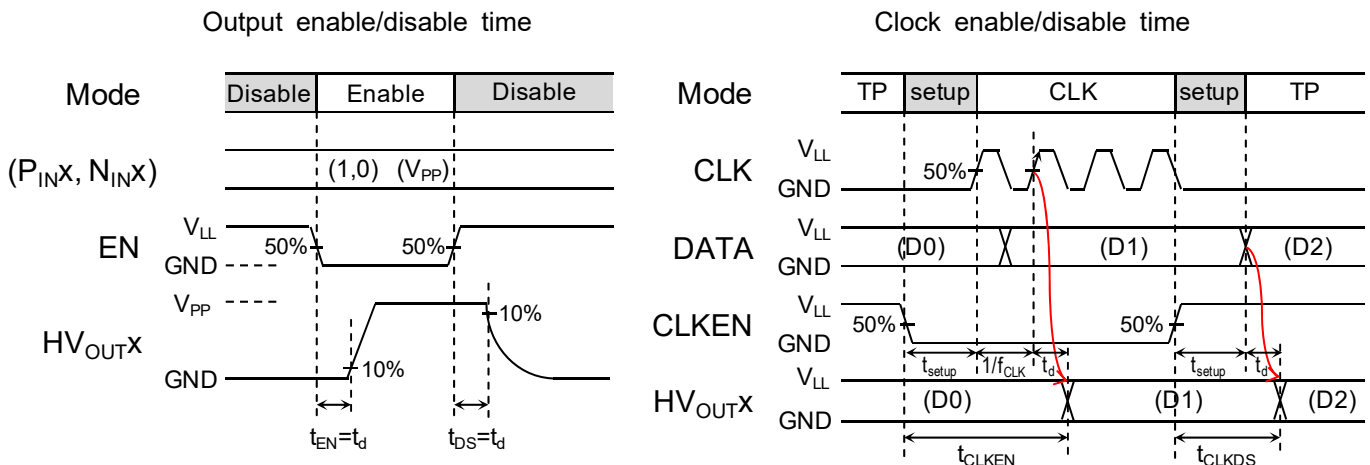 Output enable/disable time
Mode
Disable
Enable
Disable
(PINx, NINx)
(1,0) (VPP)
EN
VLL
GND
50%
50%
HVOUTx
VPP
GND
10%
10%
tEN=td
tDS=td
Clock enable/disable time
Mode
TP
setup
CLK
setup
TP
CLK
VLL
GND
50%
DATA
VLL
GND
(D0)
(D1)
(D2)
CLKEN
VLL
GND
50%
50%
tsetup
1/fCLK
td
tsetup
td
HVOUTx
VLL
GND
(D0)
(D1)
(D2)
tCLKEN
tCLKDS